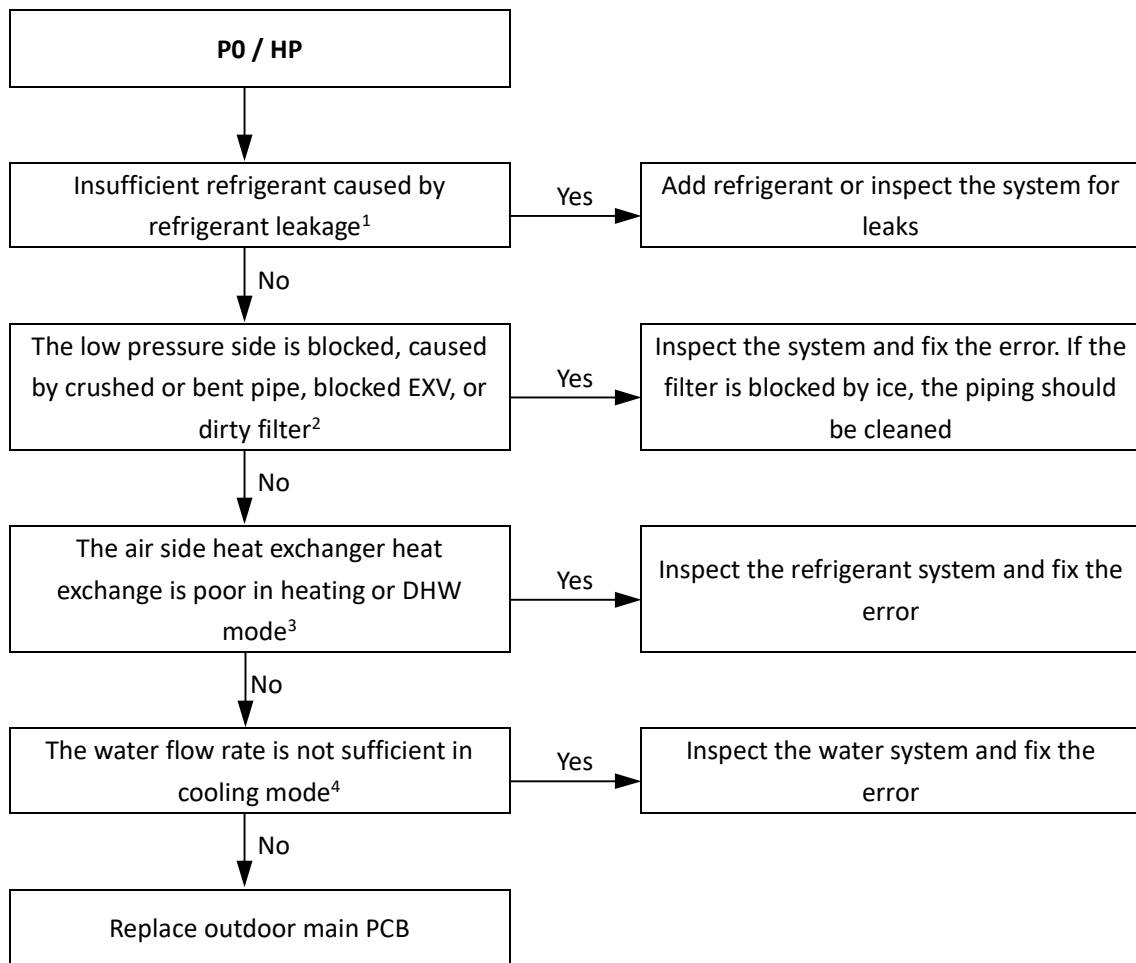 P0 / HP
Insufficient refrigerant caused by
refrigerant leakage¹
Yes
Add refrigerant or inspect the system for
leaks
No
The low pressure side is blocked, caused
by crushed or bent pipe, blocked EXV, or
dirty filter²
Yes
Inspect the system and fix the error. If the
filter is blocked by ice, the piping should
be cleaned
No
The air side heat exchanger heat
exchange is poor in heating or DHW
mode³
Yes
Inspect the refrigerant system and fix the
error
No
The water flow rate is not sufficient in
cooling mode⁴
Yes
Inspect the water system and fix the
error
No
Replace outdoor main PCB